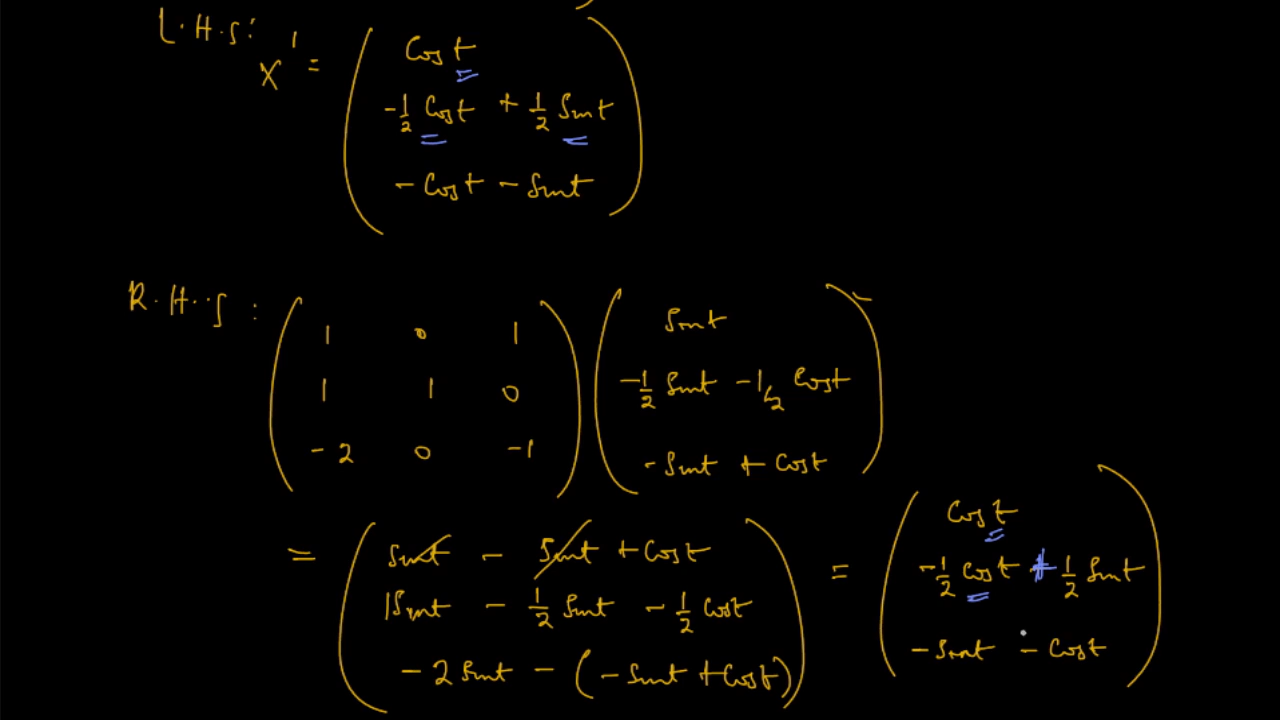 L.H.S:
X' =
Cos t
-1/2 Cos t + 1/2 Sin t
- Cos t - Sin t
R.H.S :
1 0 1
1 1 0
-2 0 -1
Sin t
-1/2 Sin t -1/2 Cos t
- Sin t + Cos t
= Sin t - Sin t + Cos t
1 Sin t - 1/2 Sin t - 1/2 Cos t
- 2 Sin t - (- Sin t + Cos t)
= Cos t
-1/2 Cos t + 1/2 Sin t
- Sin t - Cos t